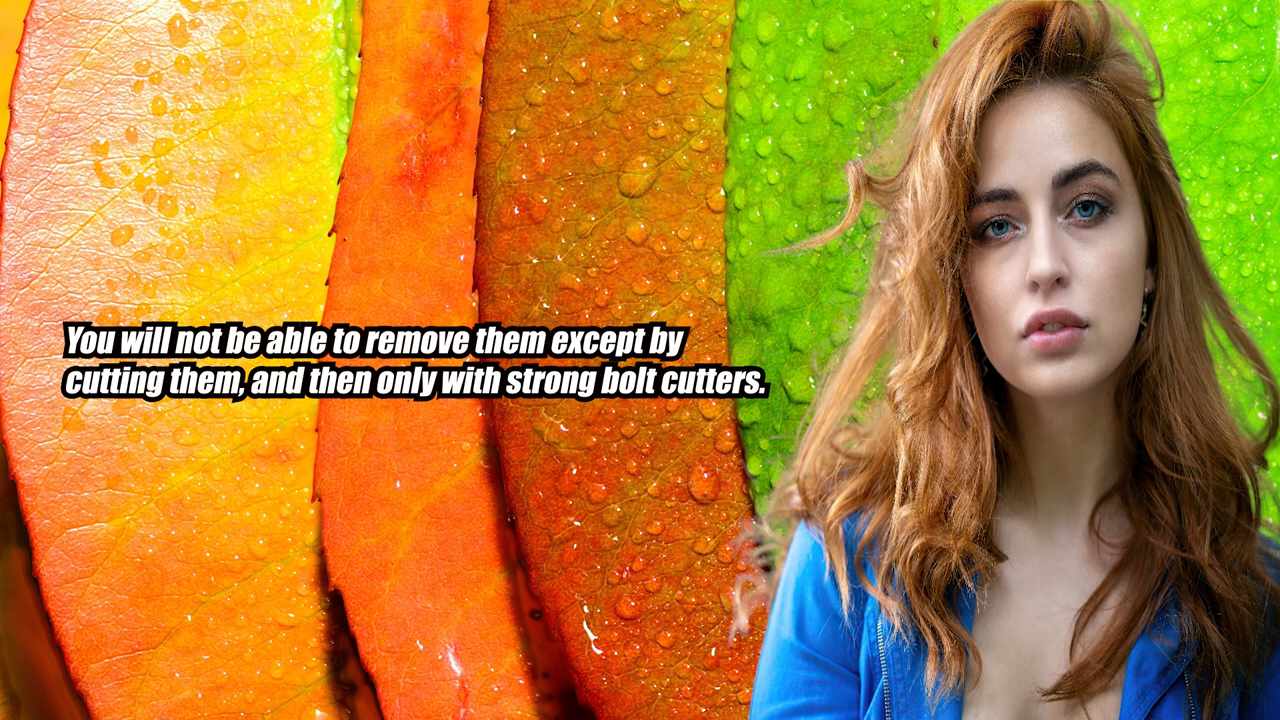 You will not be able to remove them except by
cutting them, and then only with strong bolt cutters.